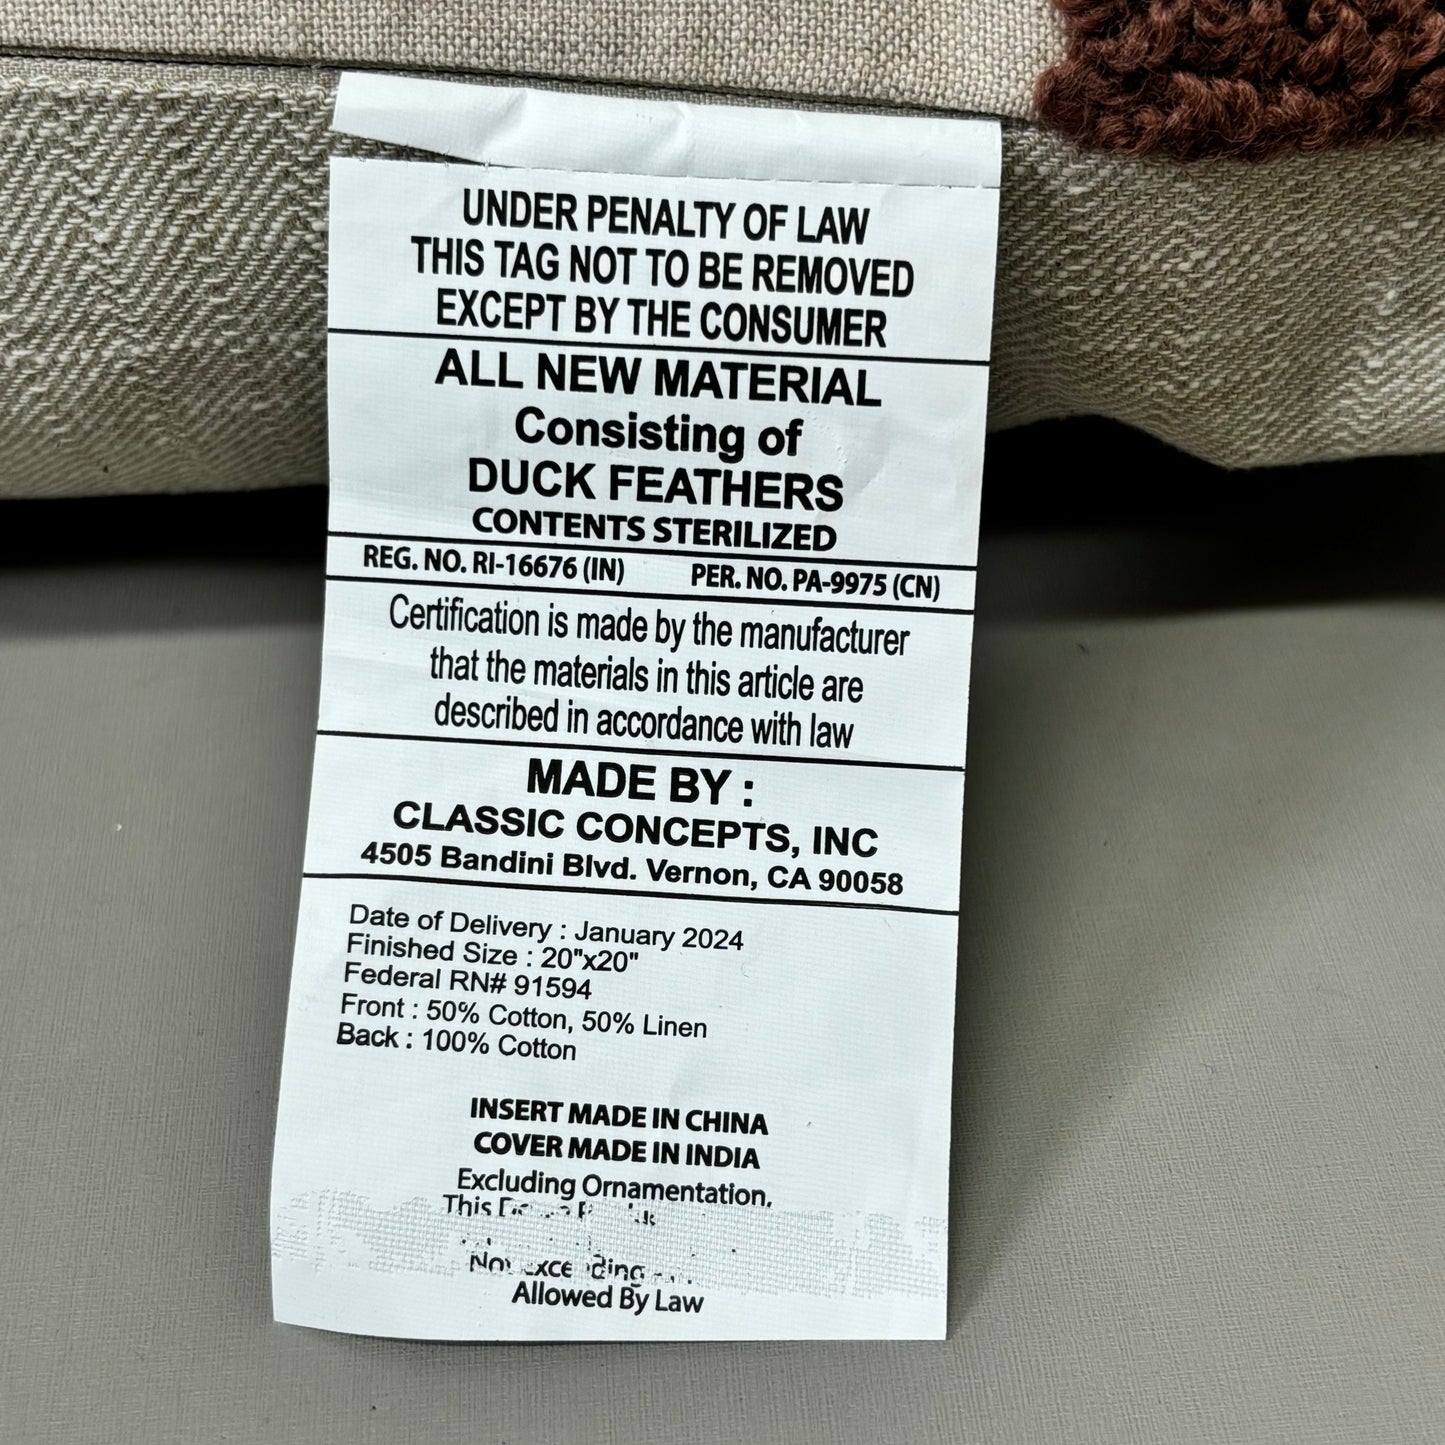 UNDER PENALTY OF LAW
THIS TAG NOT TO BE REMOVED
EXCEPT BY THE CONSUMER
ALL NEW MATERIAL
Consisting of
DUCK FEATHERS
CONTENTS STERILIZED
REG. NO. RI-16676 (IN) PER. NO. PA-9975 (CN)
Certification is made by the manufacturer
that the materials in this article are
described in accordance with law
MADE BY :
CLASSIC CONCEPTS, INC
4505 Bandini Blvd. Vernon, CA 90058
Date of Delivery : January 2024
Finished Size : 20"x20"
Federal RN# 91594
Front : 50% Cotton, 50% Linen
Back : 100% Cotton
INSERT MADE IN CHINA
COVER MADE IN INDIA
Excluding Ornamentation.
This
Allowed By Law